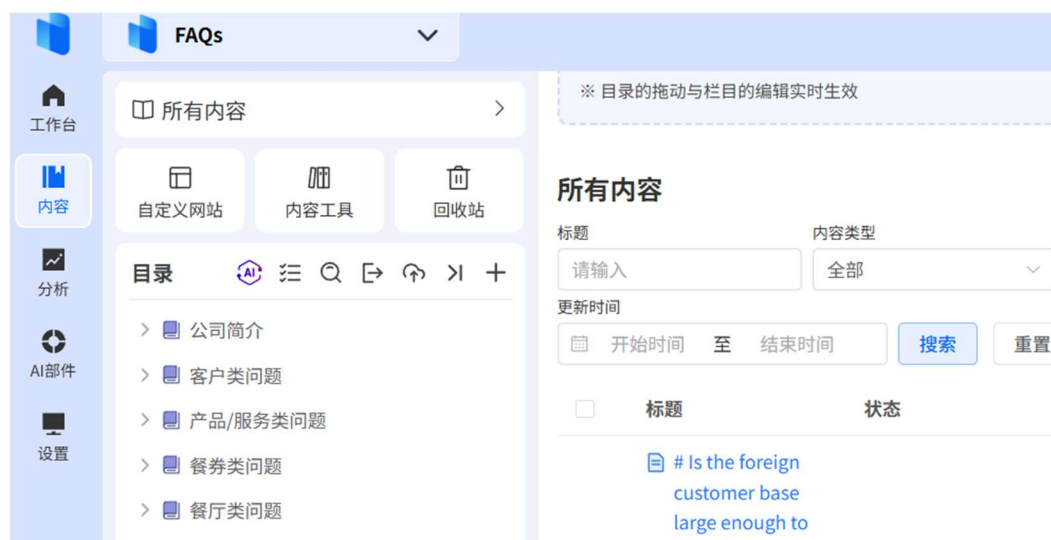 FAQs
工作台
内容
分析
AI部件
设置
所有内容
自定义网站
内容工具
回收站
目录
AI
公司简介
客户类问题
产品/服务类问题
餐券类问题
餐厅类问题
※ 目录的拖动与栏目的编辑实时生效
所有内容
标题
内容类型
请输入
全部
更新时间
开始时间 至 结束时间
搜索
重置
标题
状态
# Is the foreign
customer base
large enough to